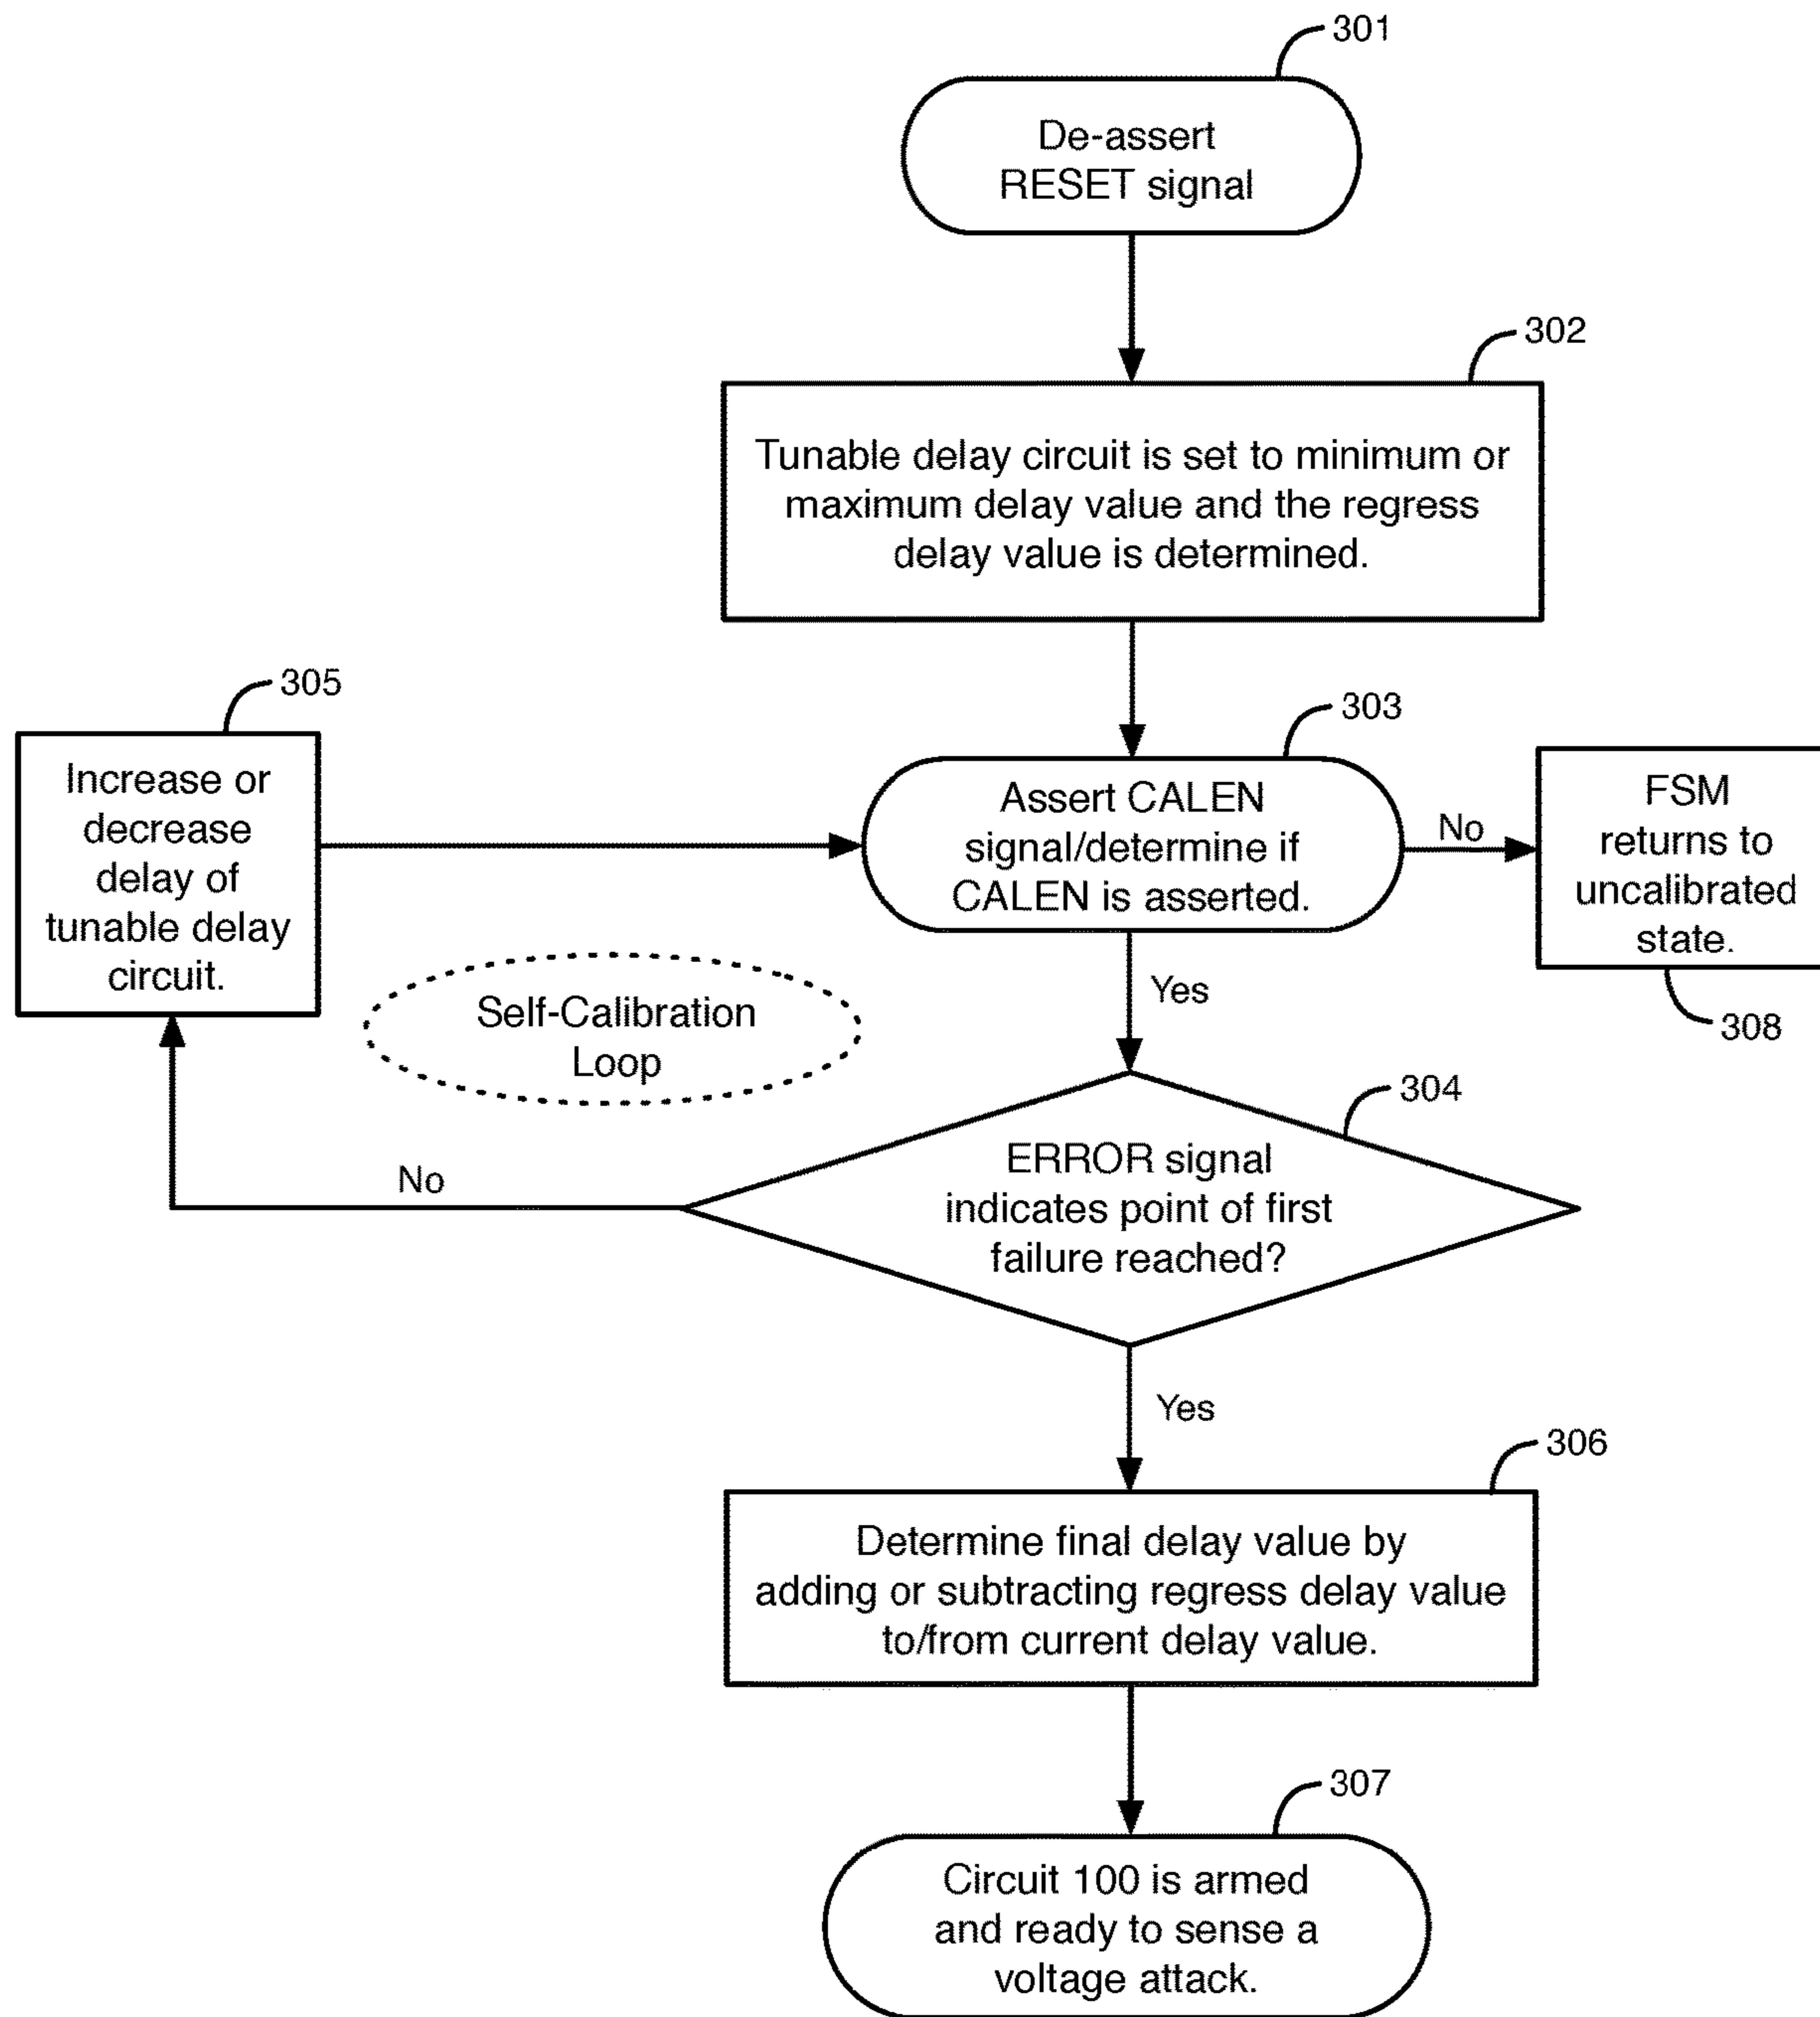 301
De-assert
RESET signal
302
Tunable delay circuit is set to minimum or
maximum delay value and the regress
delay value is determined.
305
Increase or
decrease
delay of
tunable delay
circuit.
303
Assert CALEN
signal/determine if
CALEN is asserted.
No
FSM
returns to
uncalibrated
state.
308
Self-Calibration
Loop
Yes
304
ERROR signal
indicates point of first
failure reached?
No
Yes
306
Determine final delay value by
adding or subtracting regress delay value
to/from current delay value.
307
Circuit 100 is armed
and ready to sense a
voltage attack.